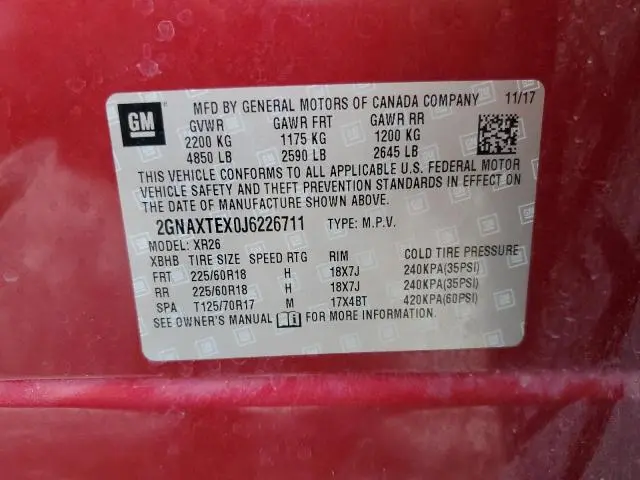 GM
MFD BY GENERAL MOTORS OF CANADA COMPANY 11/17
GVWR GAWR FRT GAWR RR
2200 KG 1175 KG 1200 KG
4850 LB 2590 LB 2645 LB
THIS VEHICLE CONFORMS TO ALL APPLICABLE U.S. FEDERAL MOTOR
VEHICLE SAFETY AND THEFT PREVENTION STANDARDS IN EFFECT ON
THE DATE OF MANUFACTURE SHOWN ABOVE.
2GNAXTEX0J6226711 TYPE: M.P.V.
MODEL: XR26
XBHB TIRE SIZE SPEED RTG RIM COLD TIRE PRESSURE
FRT 225/60R18 H 18X7J 240KPA(35PSI)
RR 225/60R18 H 18X7J 240KPA(35PSI)
SPA T125/70R17 M 17X4BT 420KPA(60PSI)
SEE OWNER'S MANUAL FOR MORE INFORMATION.